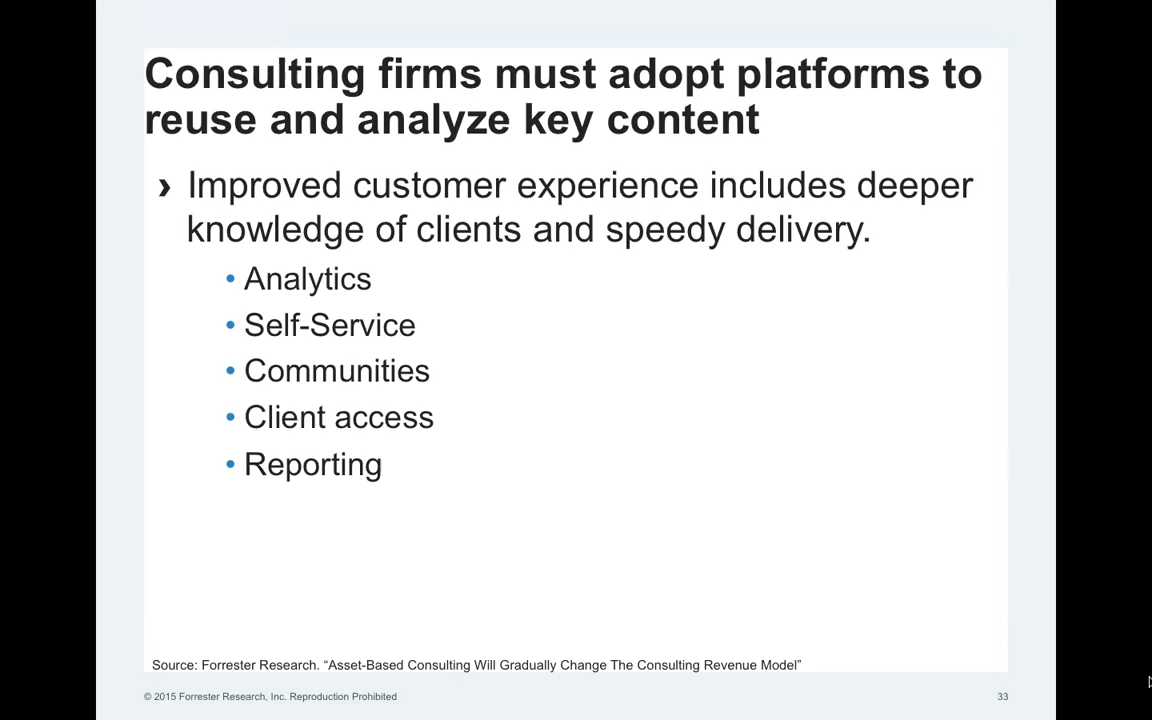 Consulting firms must adopt platforms to
reuse and analyze key content
› Improved customer experience includes deeper
knowledge of clients and speedy delivery.
• Analytics
• Self-Service
• Communities
• Client access
• Reporting
Source: Forrester Research. “Asset-Based Consulting Will Gradually Change The Consulting Revenue Model”
© 2015 Forrester Research, Inc. Reproduction Prohibited
33